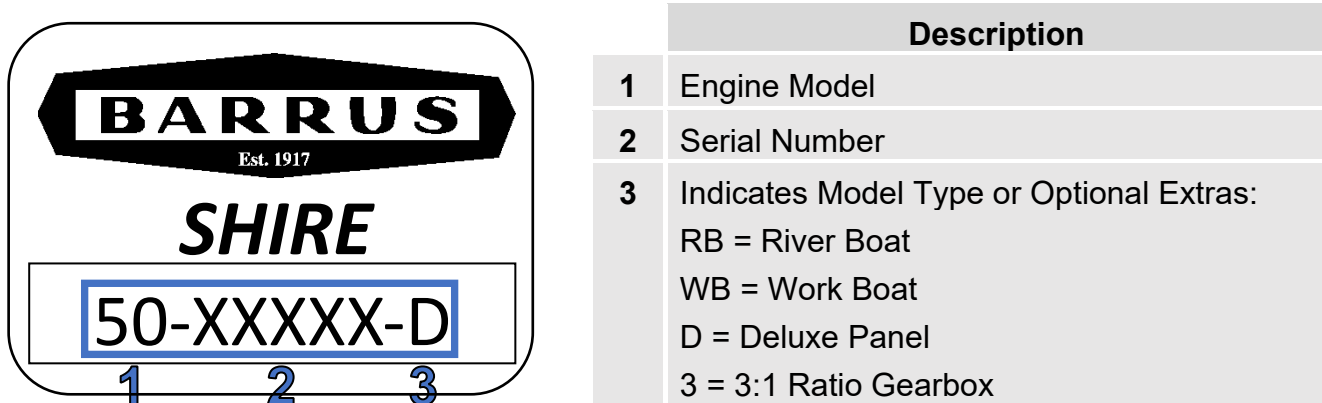 BARRUS
Est. 1917
SHIRE
50-XXXXX-D
1 2 3
Description
1 Engine Model
2 Serial Number
3 Indicates Model Type or Optional Extras:
RB = River Boat
WB = Work Boat
D = Deluxe Panel
3 = 3:1 Ratio Gearbox